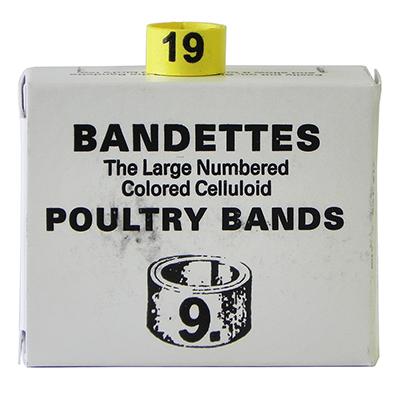 19
BANDETTES
The Large Numbered
Colored Celluloid
POULTRY BANDS
9.